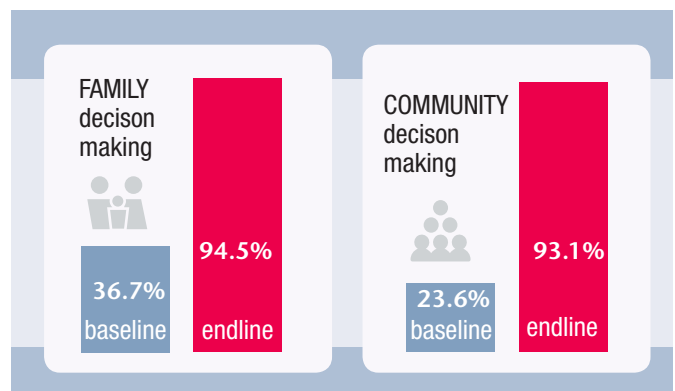 FAMILY
decison
making
94.5%
36.7%
baseline
endline
COMMUNITY
decison
making
93.1%
23.6%
baseline
endline